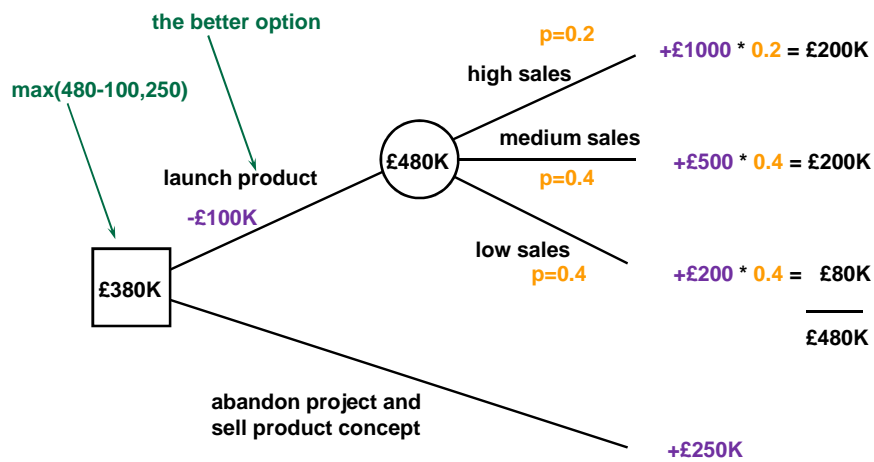 the better option
p=0.2
+£1000 * 0.2 = £200K
high sales
max(480-100,250)
medium sales
£480K
+£500 * 0.4 = £200K
launch product
p=0.4
-£100K
low sales
£380K
p=0.4
+£200 * 0.4 = £80K
£480K
abandon project and
sell product concept
+£250K